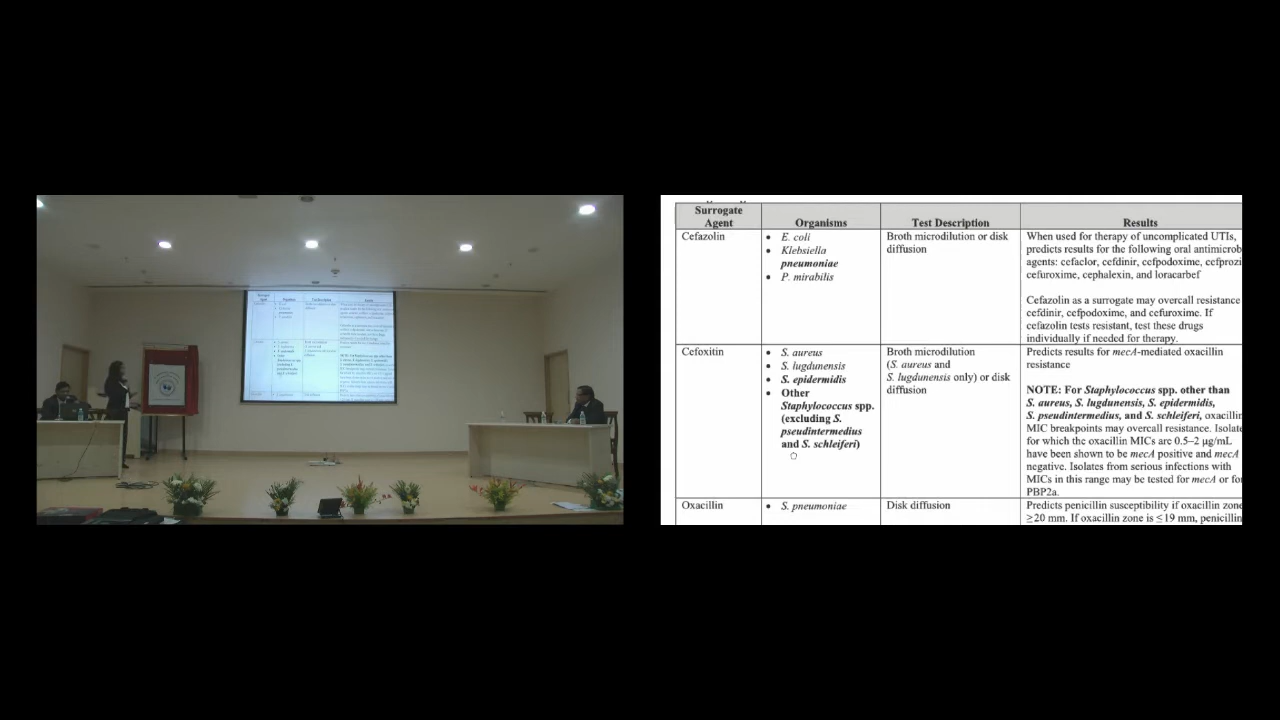 Surrogate
Agent
Organisms
Test Description
Results
Cefazolin
• E. coli
• Klebsiella
pneumoniae
• P. mirabilis
Broth microdilution or disk
diffusion
When used for therapy of uncomplicated UTIs,
predicts results for the following oral antimicrob
agents: cefaclor, cefdinir, cefpodoxime, cefprozi
cefuroxime, cephalexin, and loracarbef
Cefazolin as a surrogate may overcall resistance
cefdinir, cefpodoxime, and cefuroxime. If
cefazolin tests resistant, test these drugs
individually if needed for therapy.
Cefoxitin
• S. aureus
• S. lugdunensis
• S. epidermidis
• Other
Staphylococcus spp.
(excluding S.
pseudintermedius
and S. schleiferi)
Broth microdilution
(S. aureus and
S. lugdunensis only) or disk
diffusion
Predicts results for mecA-mediated oxacillin
resistance
NOTE: For Staphylococcus spp. other than
S. aureus, S. lugdunensis, S. epidermidis,
S. pseudintermedius, and S. schleiferi, oxacillin
MIC breakpoints may overcall resistance. Isolate
for which the oxacillin MICs are 0.5–2 µg/mL
have been shown to be mecA positive and mecA
negative. Isolates from serious infections with
MICs in this range may be tested for mecA or fo
PBP2a.
Oxacillin
• S. pneumoniae
Disk diffusion
Predicts penicillin susceptibility if oxacillin zone
≥20 mm. If oxacillin zone is ≤19 mm, penicillin